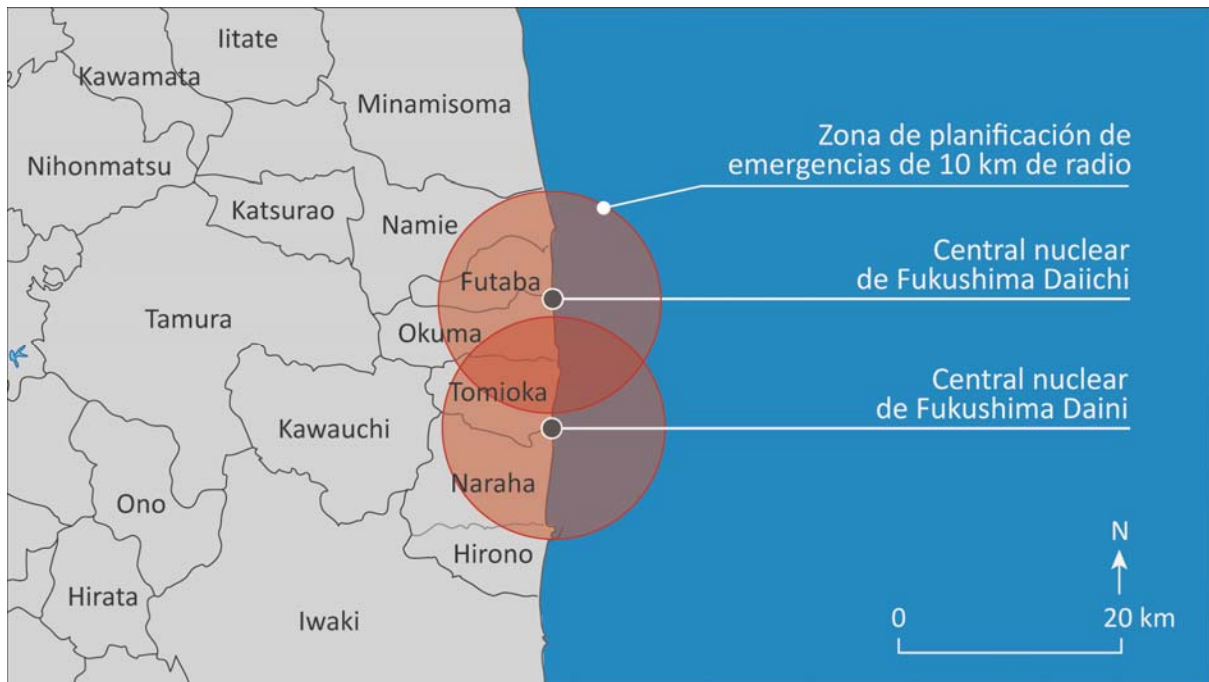 Iitate
Kawamata
Minamisoma
Zona de planificación de
emergencias de 10 km de radio
Nihonmatsu
Katsurao
Namie
Central nuclear
de Fukushima Daiichi
Futaba
Tamura
Okuma
Tomioka
Central nuclear
de Fukushima Daini
Kawauchi
Naraha
Ono
Hirono
N
Hirata
Iwaki
0 20 km